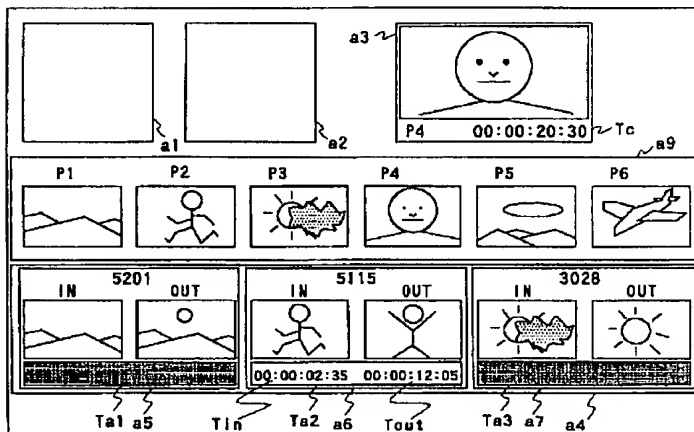 a3
P4 00:00:20:30 Tc
a1 a2 a9
P1 P2 P3 P4 P5 P6
5201 5115 3028
IN OUT IN OUT IN OUT
00:00:02:35 00:00:12:05
Ta1 a5 TIn Ta2 a6 Tout Ta3 a7 a4